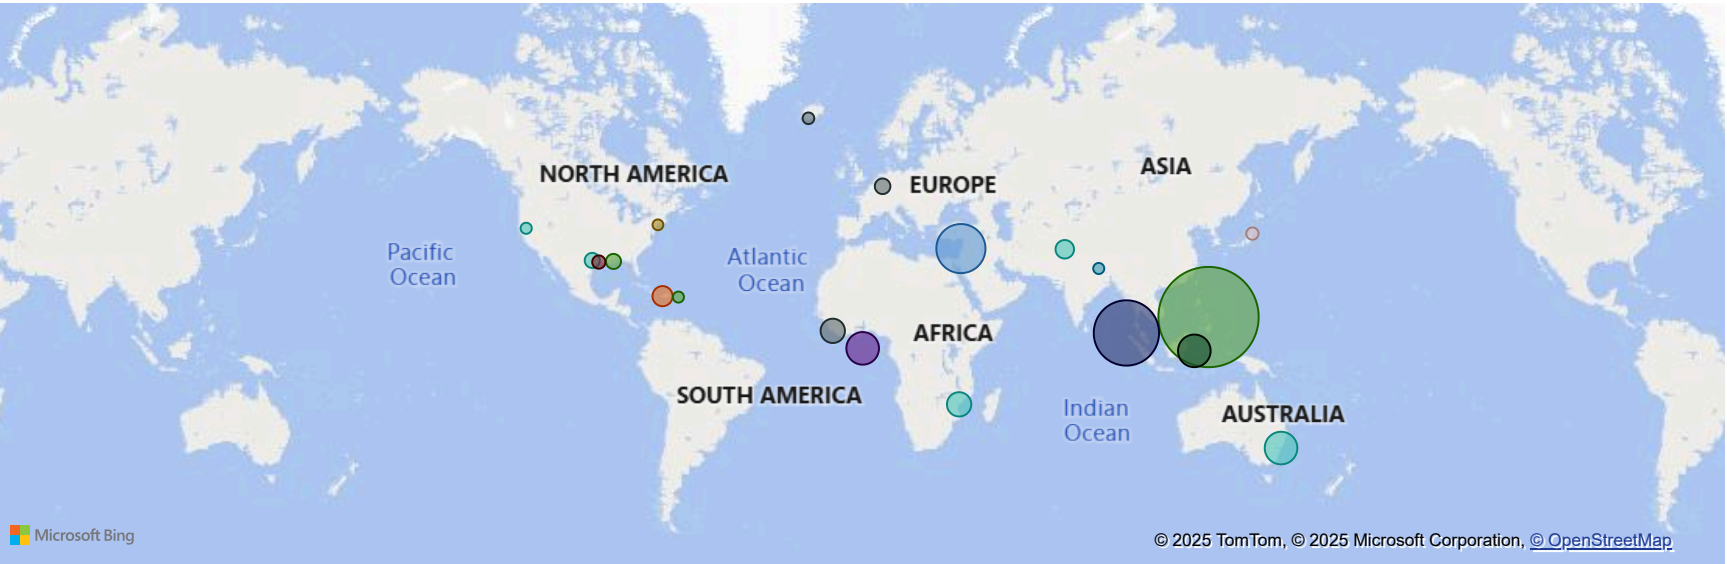 NORTH AMERICA
ASIA
EUROPE
Pacific
Ocean
Atlantic
Ocean
AFRICA
SOUTH AMERICA
Indian
Ocean
AUSTRALIA
Microsoft Bing
© 2025 TomTom, © 2025 Microsoft Corporation, © OpenStreetMap